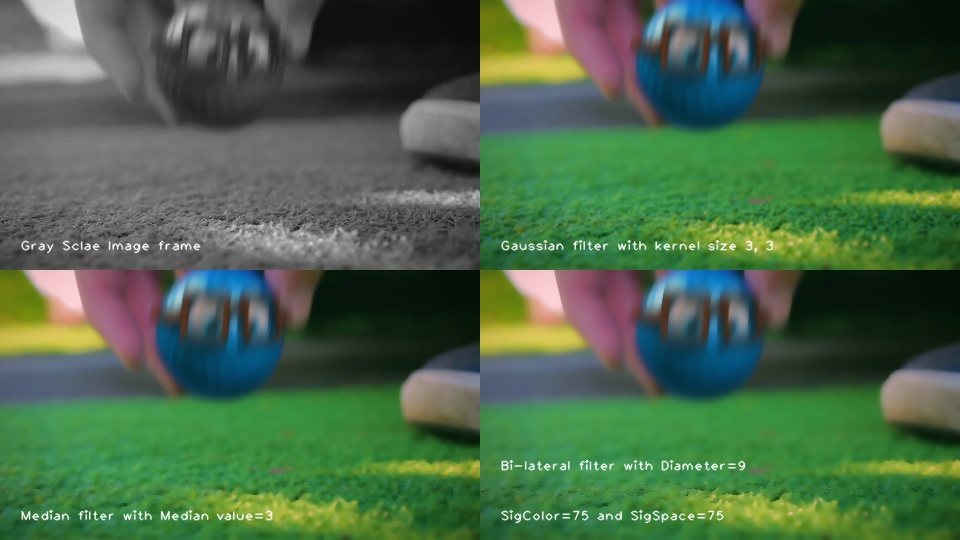 Gray Sclae Image frame
Gaussian filter with kernel size 3, 3
Median filter with Median value=3
Bi-lateral filter with Diameter=9
SigColor=75 and SigSpace=75